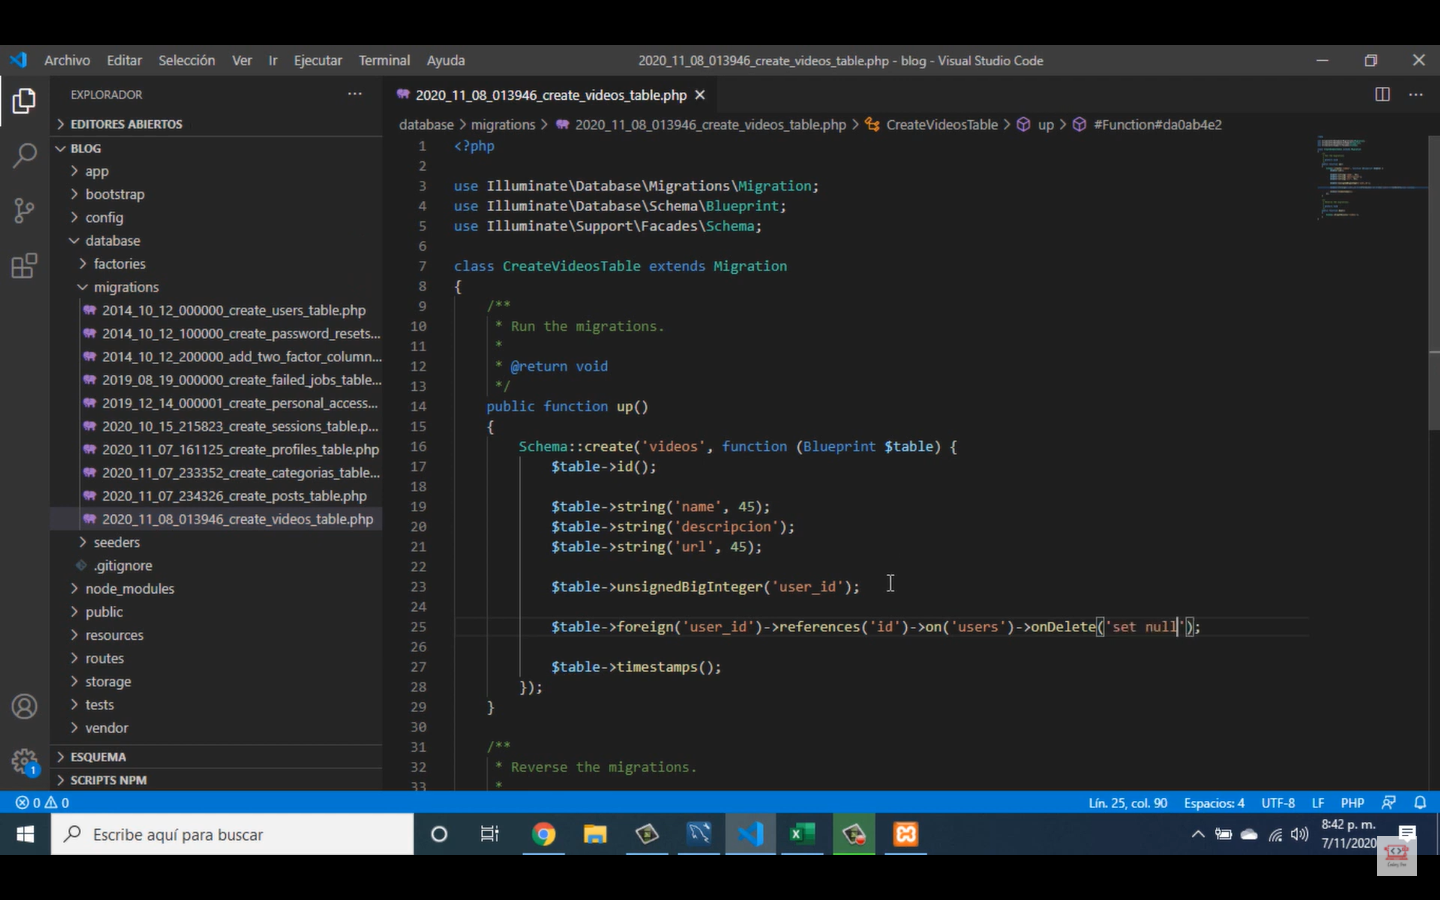 Archivo Editar Selección Ver Ir Ejecutar Terminal Ayuda 2020_11_08_013946_create_videos_table.php - blog - Visual Studio Code
EXPLORADOR
EDITORES ABIERTOS
BLOG
app
bootstrap
config
database
factories
migrations
2014_10_12_000000_create_users_table.php
2014_10_12_100000_create_password_resets...
2014_10_12_200000_add_two_factor_column...
2019_08_19_000000_create_failed_jobs_table...
2019_12_14_000001_create_personal_access...
2020_10_15_215823_create_sessions_table.p...
2020_11_07_161125_create_profiles_table.php
2020_11_07_233352_create_categorias_table...
2020_11_07_234326_create_posts_table.php
2020_11_08_013946_create_videos_table.php
seeders
.gitignore
node_modules
public
resources
routes
storage
tests
vendor
ESQUEMA
SCRIPTS NPM
2020_11_08_013946_create_videos_table.php
database > migrations > 2020_11_08_013946_create_videos_table.php > CreateVideosTable > up > #Function#da0ab4e2
1 <?php
2
3 use Illuminate\Database\Migrations\Migration;
4 use Illuminate\Database\Schema\Blueprint;
5 use Illuminate\Support\Facades\Schema;
6
7 class CreateVideosTable extends Migration
8 {
9 /**
10 * Run the migrations.
11 *
12 * @return void
13 */
14 public function up()
15 {
16 Schema::create('videos', function (Blueprint $table) {
17 $table->id();
18
19 $table->string('name', 45);
20 $table->string('descripcion');
21 $table->string('url', 45);
22
23 $table->unsignedBigInteger('user_id');
24
25 $table->foreign('user_id')->references('id')->on('users')->onDelete('set null');
26
27 $table->timestamps();
28 });
29 }
30
31 /**
32 * Reverse the migrations.
33 *
0 0 Lín. 25, col. 90 Espacios: 4 UTF-8 LF PHP
1
Escribe aquí para buscar
8:42 p. m.
7/11/2020